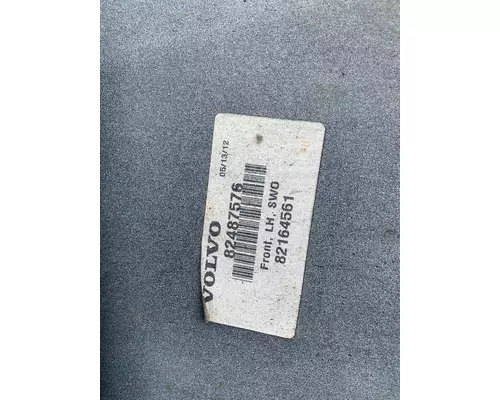 VOLVO
05/13/12
82487576
Front, LH, SWO
82164561